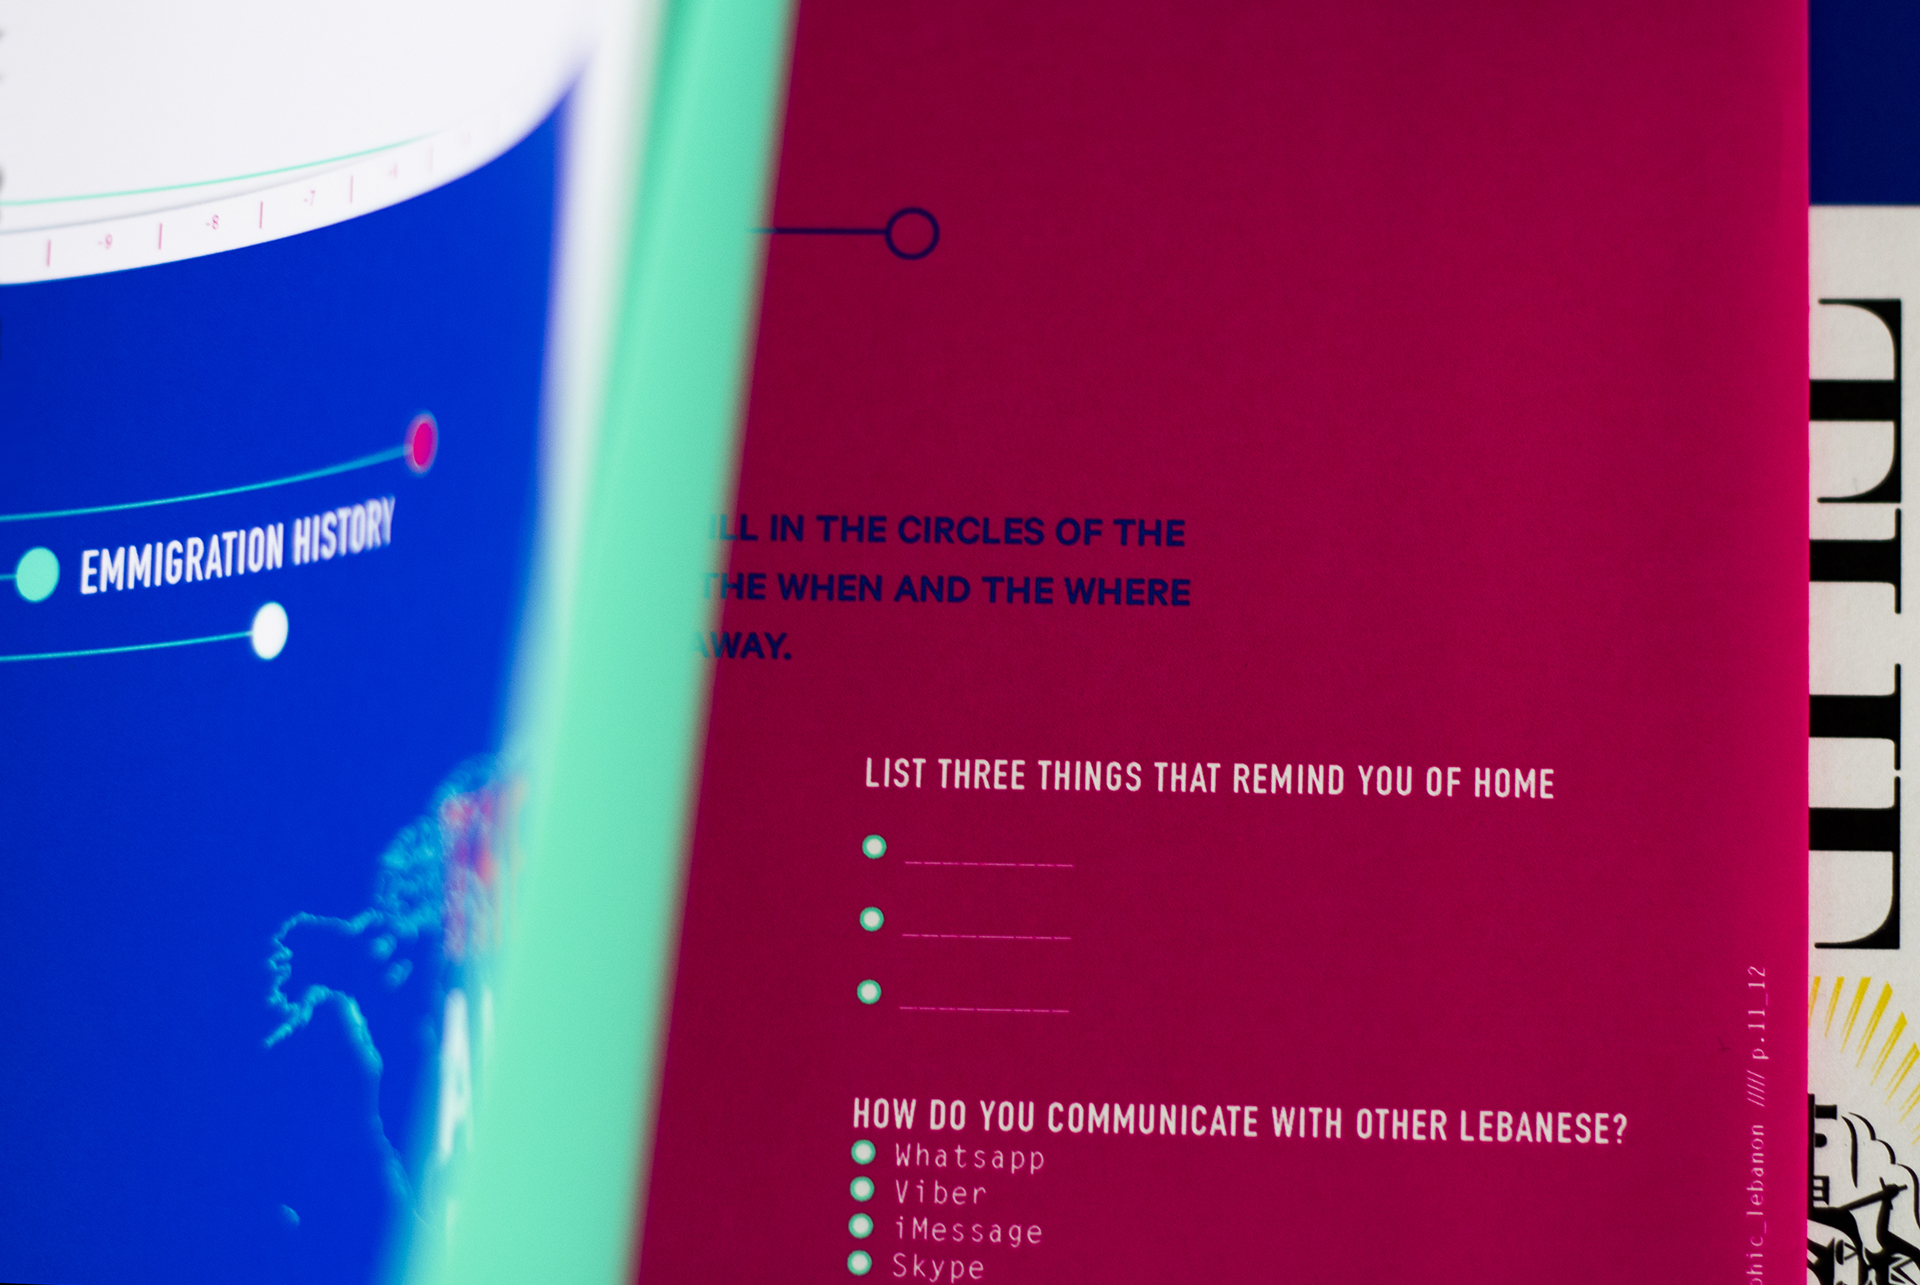 -9
-8
-7
EMMIGRATION HISTORY
ILL IN THE CIRCLES OF THE
THE WHEN AND THE WHERE
AWAY.
LIST THREE THINGS THAT REMIND YOU OF HOME
HOW DO YOU COMMUNICATE WITH OTHER LEBANESE?
Whatsapp
Viber
iMessage
Skype
phic_lebanon ///// p.11_12